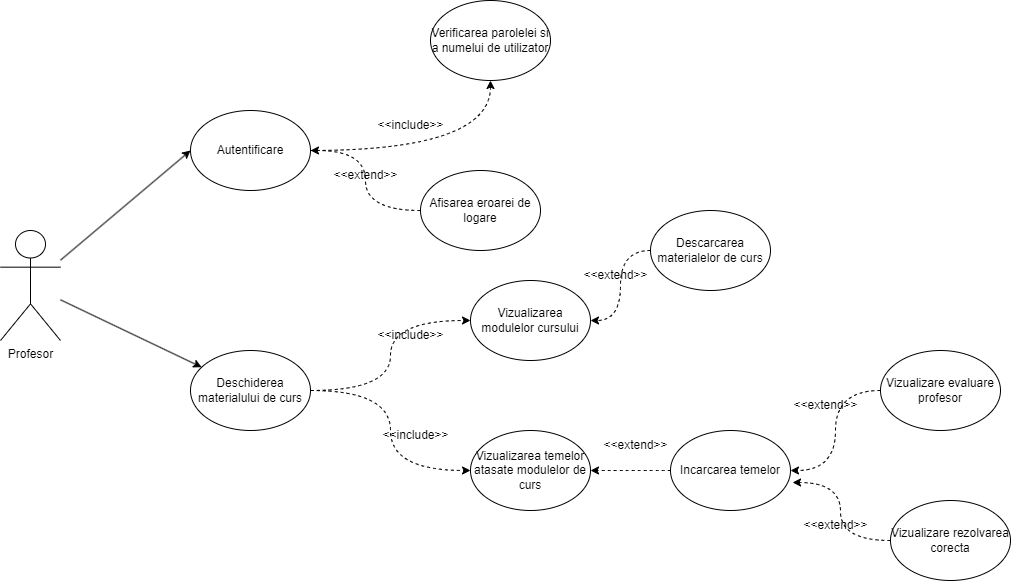 Verificarea parolelei si
a numelui de utilizator
<<include>>
Autentificare
<<extend>>
Afisarea eroarei de
logare
Descarcarea
materialelor de curs
<<extend>>
Vizualizarea
modulelor cursului
<<include>>
Profesor
Deschiderea
materialului de curs
Vizualizare evaluare
profesor
<<extend>>
<<include>>
<<extend>>
Vizualizarea temelor
atasate modulelor de
curs
Incarcarea temelor
<<extend>>
Vizualizare rezolvarea
corecta